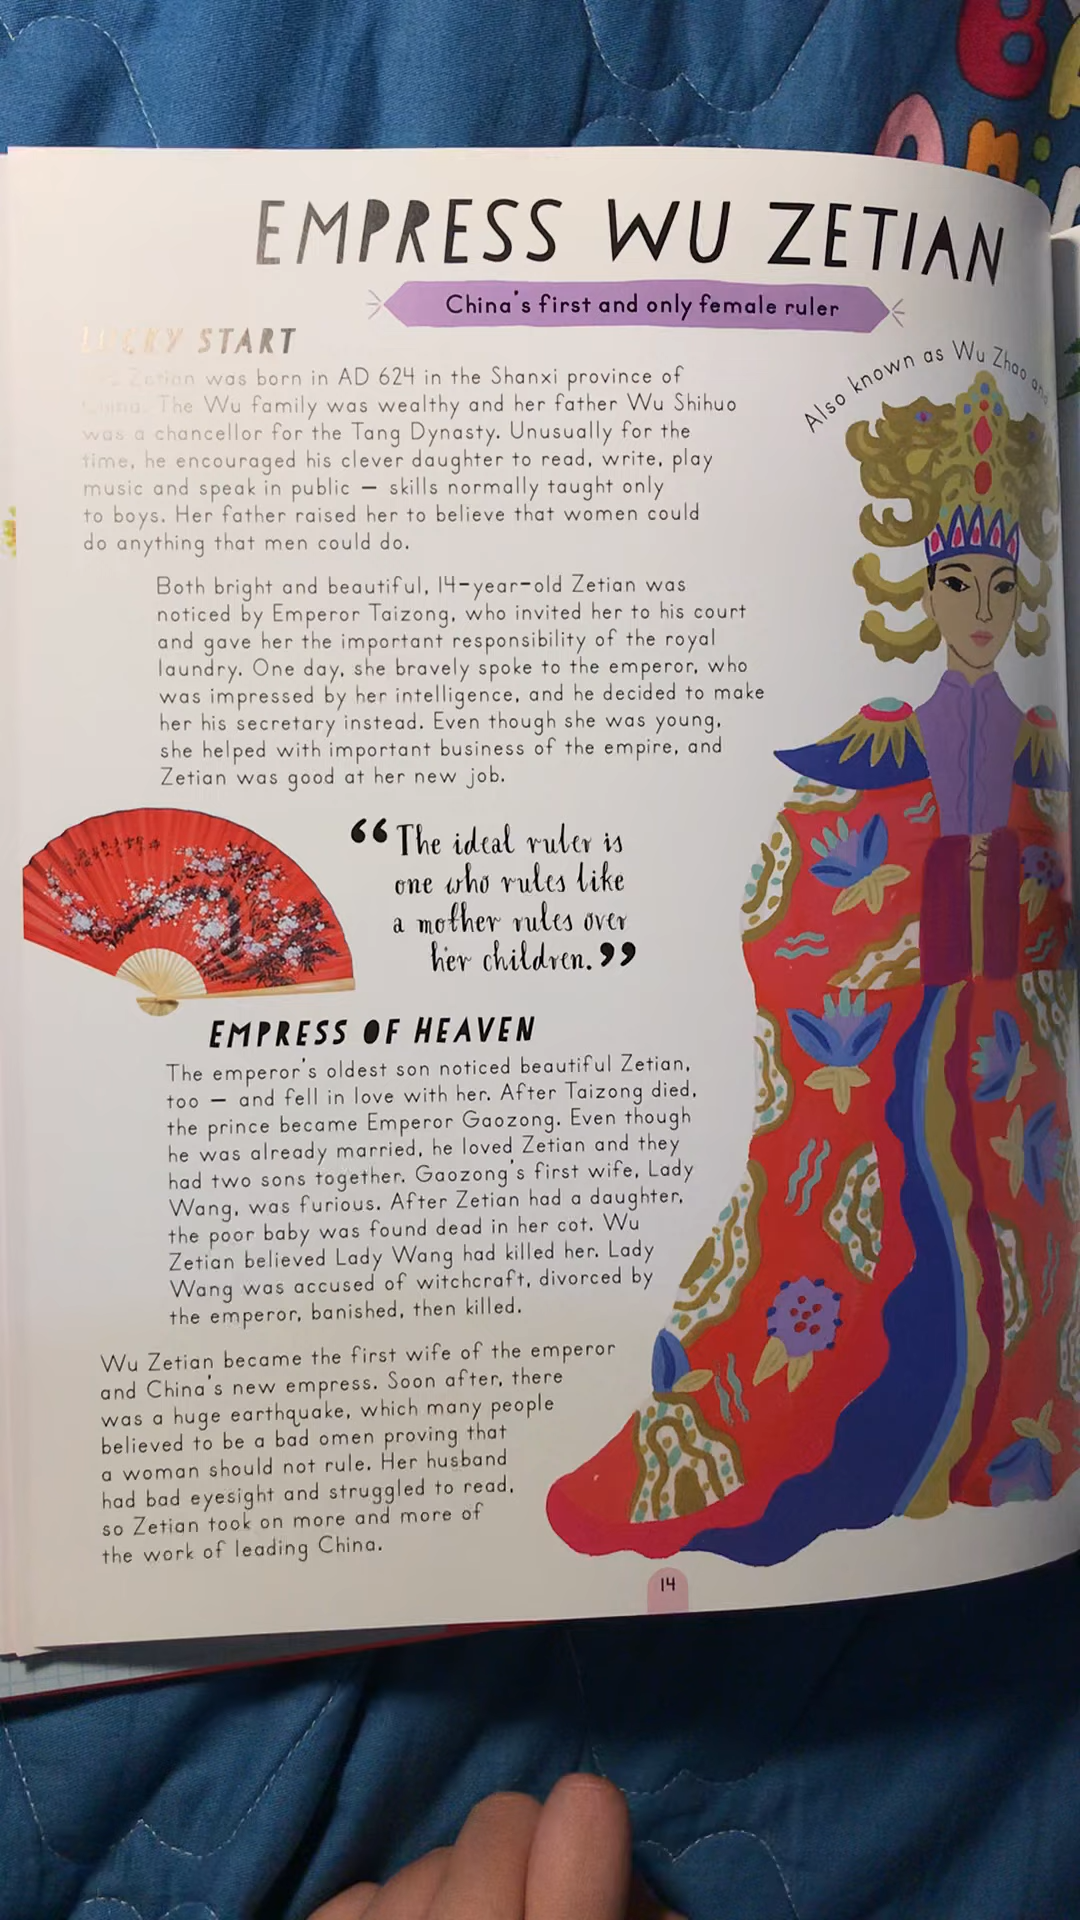 EMPRESS WU ZETIAN
China's first and only female ruler
Also known as Wu Zhao and
LUCKY START
Zetian was born in AD 624 in the Shanxi province of
China. The Wu family was wealthy and her father Wu Shihuo
was a chancellor for the Tang Dynasty. Unusually for the
time, he encouraged his clever daughter to read, write, play
music and speak in public — skills normally taught only
to boys. Her father raised her to believe that women could
do anything that men could do.
Both bright and beautiful, 14-year-old Zetian was
noticed by Emperor Taizong, who invited her to his court
and gave her the important responsibility of the royal
laundry. One day, she bravely spoke to the emperor, who
was impressed by her intelligence, and he decided to make
her his secretary instead. Even though she was young,
she helped with important business of the empire, and
Zetian was good at her new job.
“The ideal ruler is
one who rules like
a mother rules over
her children.”
EMPRESS OF HEAVEN
The emperor's oldest son noticed beautiful Zetian,
too — and fell in love with her. After Taizong died,
the prince became Emperor Gaozong. Even though
he was already married, he loved Zetian and they
had two sons together. Gaozong's first wife, Lady
Wang, was furious. After Zetian had a daughter,
the poor baby was found dead in her cot. Wu
Zetian believed Lady Wang had killed her. Lady
Wang was accused of witchcraft, divorced by
the emperor, banished, then killed.
Wu Zetian became the first wife of the emperor
and China's new empress. Soon after, there
was a huge earthquake, which many people
believed to be a bad omen proving that
a woman should not rule. Her husband
had bad eyesight and struggled to read,
so Zetian took on more and more of
the work of leading China.
14